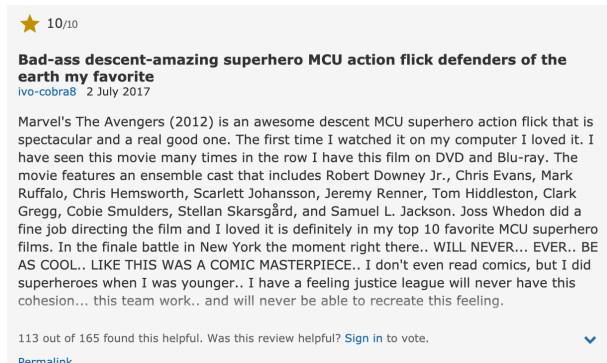 10/10
Bad-ass descent-amazing superhero MCU action flick defenders of the
earth my favorite
ivo-cobra8 2 July 2017
Marvel's The Avengers (2012) is an awesome descent MCU superhero action flick that is
spectacular and a real good one. The first time I watched it on my computer I loved it. I
have seen this movie many times in the row I have this film on DVD and Blu-ray. The
movie features an ensemble cast that includes Robert Downey Jr., Chris Evans, Mark
Ruffalo, Chris Hemsworth, Scarlett Johansson, Jeremy Renner, Tom Hiddleston, Clark
Gregg, Cobie Smulders, Stellan Skarsgård, and Samuel L. Jackson. Joss Whedon did a
fine job directing the film and I loved it is definitely in my top 10 favorite MCU superhero
films. In the finale battle in New York the moment right there.. WILL NEVER... EVER.. BE
AS COOL.. LIKE THIS WAS A COMIC MASTERPIECE.. I don't even read comics, but I did
superheroes when I was younger.. I have a feeling justice league will never have this
cohesion... this team work.. and will never be able to recreate this feeling.
113 out of 165 found this helpful. Was this review helpful? Sign in to vote.
Permalink